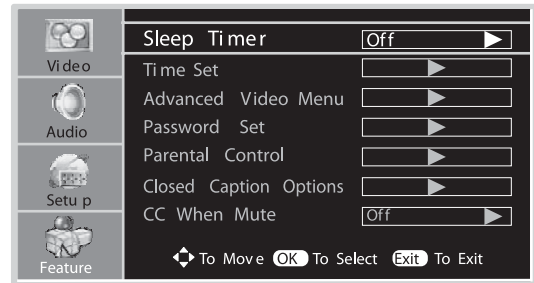 Video
Audio
Setup
Feature
Sleep Timer Off
Time Set
Advanced Video Menu
Password Set
Parental Control
Closed Caption Options
CC When Mute Off
To Move OK To Select Exit To Exit